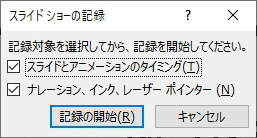 スライド ショーの記録
記録対象を選択してから、記録を開始してください。
スライドとアニメーションのタイミング(T)
ナレーション、インク、レーザー ポインター (N)
記録の開始(R) キャンセル